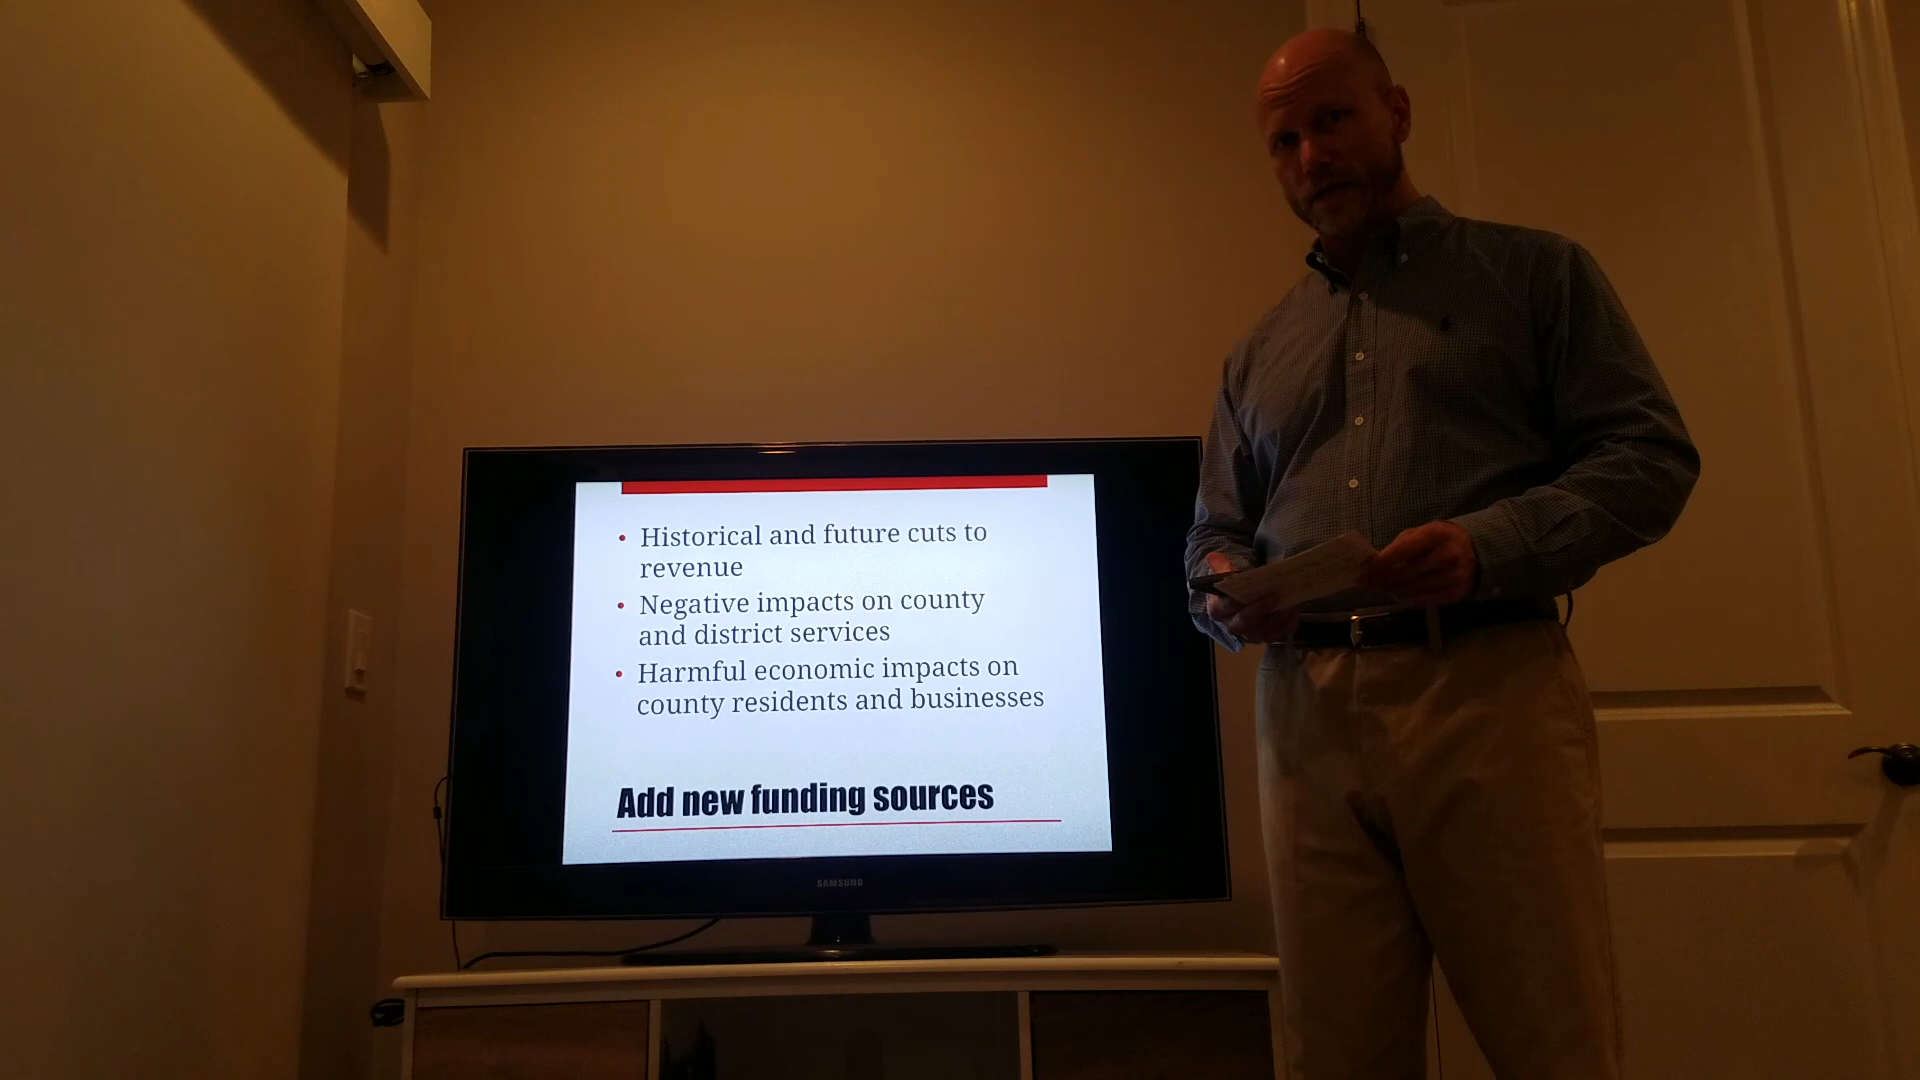 • Historical and future cuts to
revenue
• Negative impacts on county
and district services
• Harmful economic impacts on
county residents and businesses
Add new funding sources
SAMSUNG